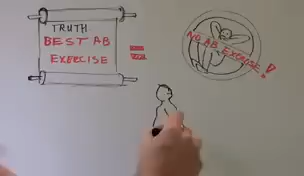 TRUTH
BEST AB
EXERCISE
=
NO AB EXERCISE!